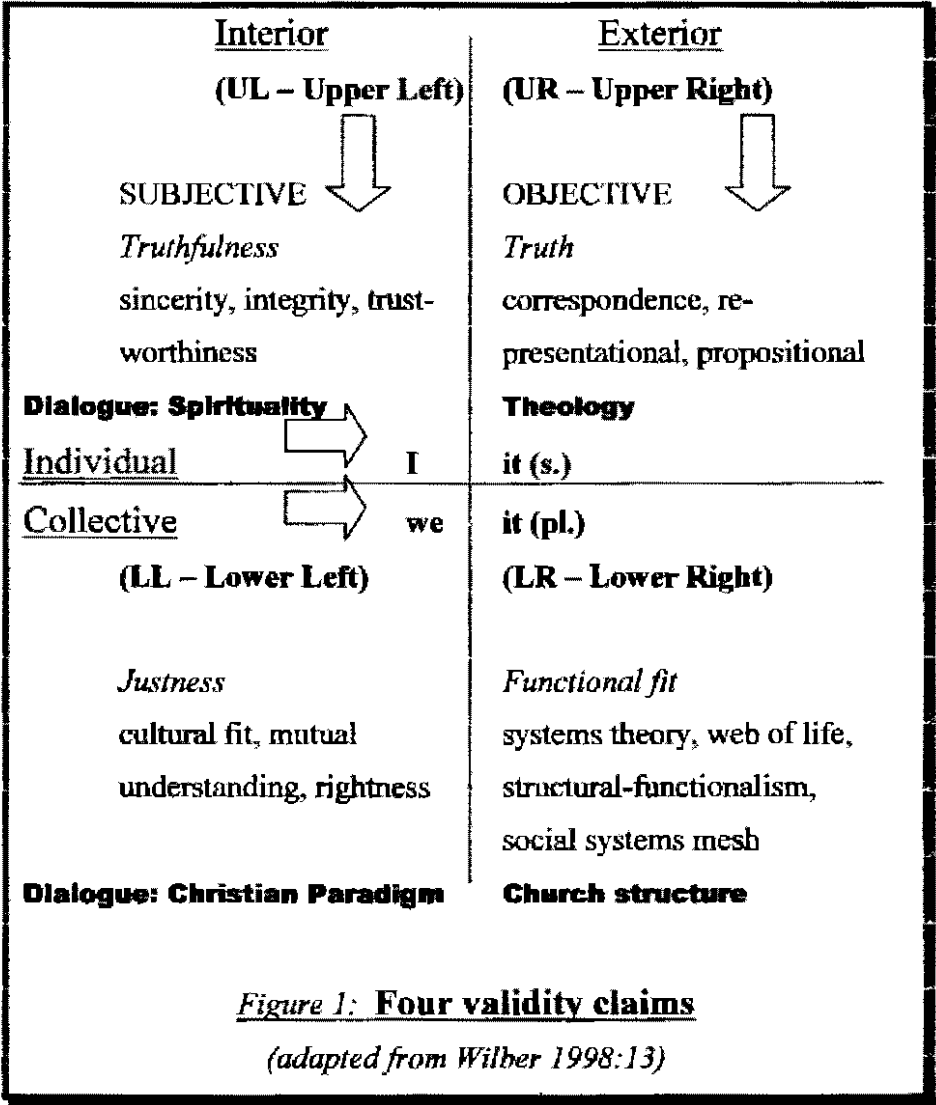 Interior Exterior
(UL – Upper Left) (UR – Upper Right)
SUBJECTIVE OBJECTIVE
Truthfulness Truth
sincerity, integrity, trust- correspondence, re-
worthiness presentational, propositional
Dialogue: Spirituality Theology
Individual I it (s.)
Collective we it (pl.)
(LL – Lower Left) (LR – Lower Right)
Justness Functional fit
cultural fit, mutual systems theory, web of life,
understanding, rightness structural-functionalism,
social systems mesh
Dialogue: Christian Paradigm Church structure
Figure 1: Four validity claims
(adapted from Wilber 1998:13)